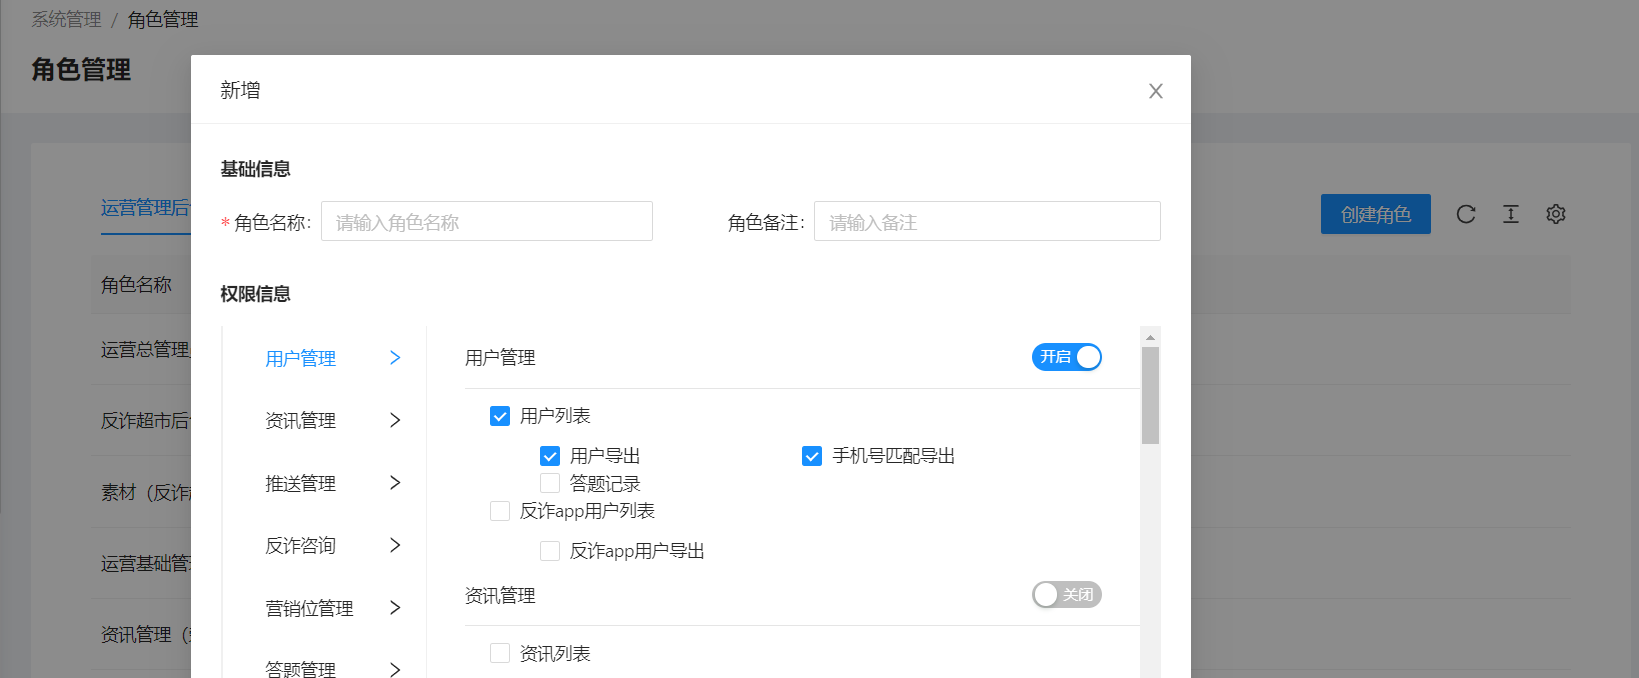 系统管理 / 角色管理
角色管理
新增
基础信息
运营管理后
* 角色名称: 请输入角色名称 角色备注: 请输入备注
创建角色
角色名称
权限信息
运营总管理
用户管理
资讯管理
推送管理
反诈咨询
营销位管理
答题管理
用户管理 开启
用户列表
用户导出 手机号匹配导出
答题记录
反诈app用户列表
反诈app用户导出
资讯管理 关闭
资讯列表
反诈超市后
素材（反诈
运营基础管
资讯管理（